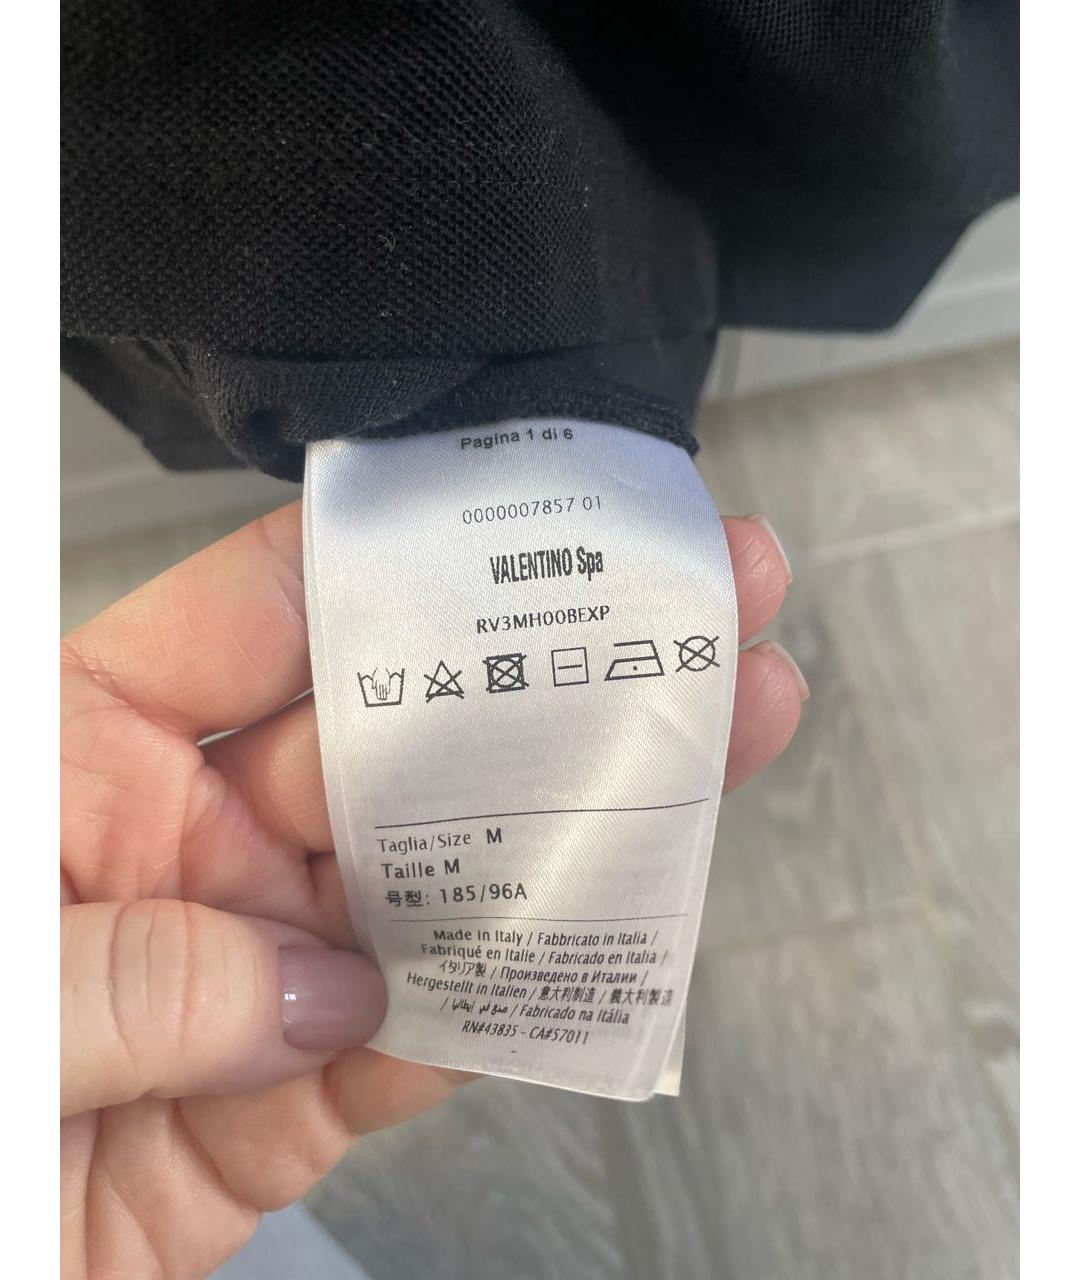 Pagina 1 di 6
0000007857 01
VALENTINO Spa
RV3MH00BEXP
Taglia/Size M
Taille M
号型: 185/96A
Made in Italy / Fabbricato in Italia /
Fabriqué en Italie / Fabricado en Italia /
イタリア製 / Произведено в Италии /
Hergestellt in Italien / 意大利制造 / 義大利製造
/ صنع في إيطاليا / Fabricado na Itália
RN#43835 - CA#57011